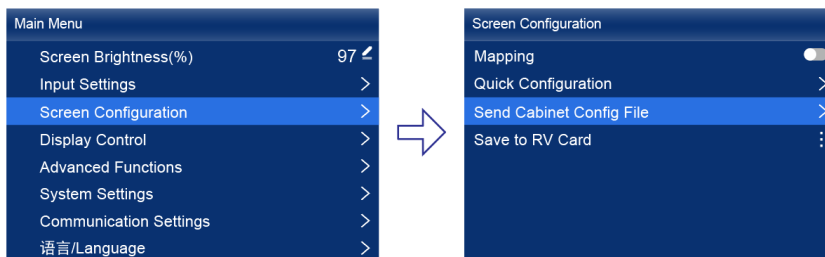 Main Menu
Screen Brightness(%) 97
Input Settings
Screen Configuration
Display Control
Advanced Functions
System Settings
Communication Settings
语言/Language
Screen Configuration
Mapping
Quick Configuration
Send Cabinet Config File
Save to RV Card